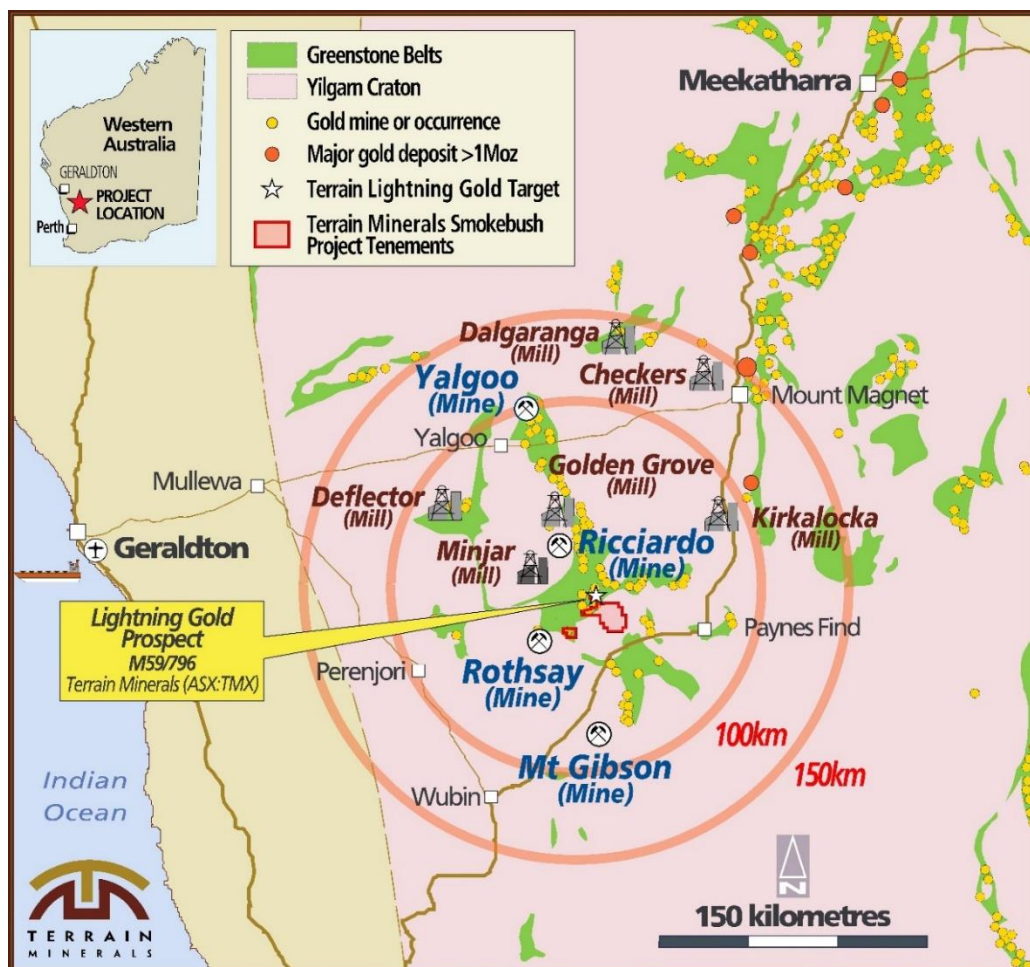 Western
Australia
GERALDTON
PROJECT
LOCATION
Perth
Greenstone Belts
Yilgarn Craton
Gold mine or occurrence
Major gold deposit >1Moz
Terrain Lightning Gold Target
Terrain Minerals Smokebush
Project Tenements
Meekatharra
Dalgaranga
(Mill)
Checkers
(Mill)
Yalgoo
(Mine)
Mount Magnet
Yalgoo
Mullewa
Golden Grove
(Mill)
Deflector
(Mill)
Kirkalocka
(Mill)
Geraldton
Ricciardo
(Mine)
Minjar
(Mill)
Lightning Gold
Prospect
M59/796
Terrain Minerals (ASX:TMX)
Paynes Find
Perenjori
Rothsay
(Mine)
100km
150km
Mt Gibson
(Mine)
Indian
Ocean
Wubin
N
150 kilometres
TERRAIN
MINERALS